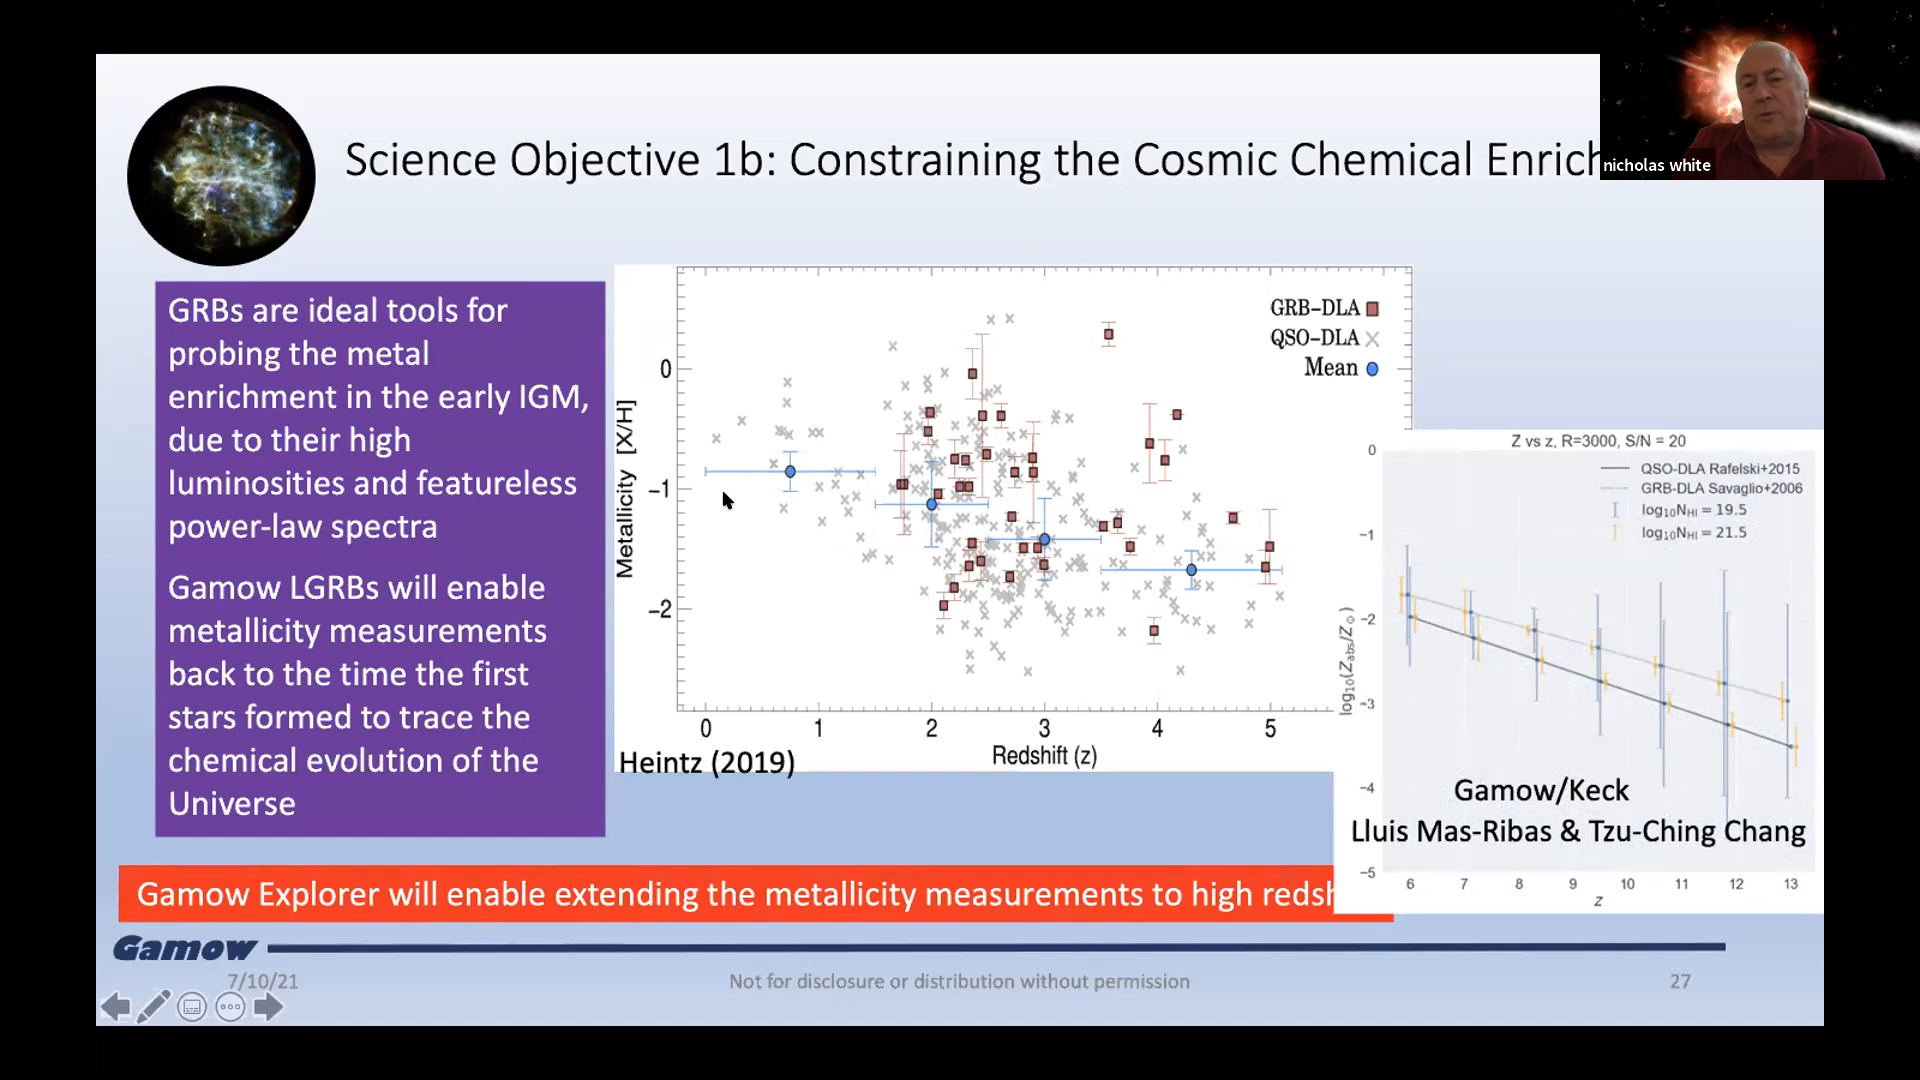 nicholas white
Science Objective 1b: Constraining the Cosmic Chemical Enrich
GRBs are ideal tools for
probing the metal
enrichment in the early IGM,
due to their high
luminosities and featureless
power-law spectra
Gamow LGRBs will enable
metallicity measurements
back to the time the first
stars formed to trace the
chemical evolution of the
Universe
GRB-DLA
QSO-DLA
Mean
Metallicity [X/H]
0
-1
-2
0 1 2 3 4 5
Redshift (z)
Heintz (2019)
Z vs z, R=3000, S/N = 20
QSO-DLA Rafelski+2015
GRB-DLA Savaglio+2006
log10NHI = 19.5
log10NHI = 21.5
log10(Zabs/Z⊙)
0
-1
-2
-3
-4
-5
6 7 8 9 10 11 12 13
z
Gamow/Keck
Lluis Mas-Ribas & Tzu-Ching Chang
Gamow Explorer will enable extending the metallicity measurements to high redsh
Gamow
7/10/21
Not for disclosure or distribution without permission
27